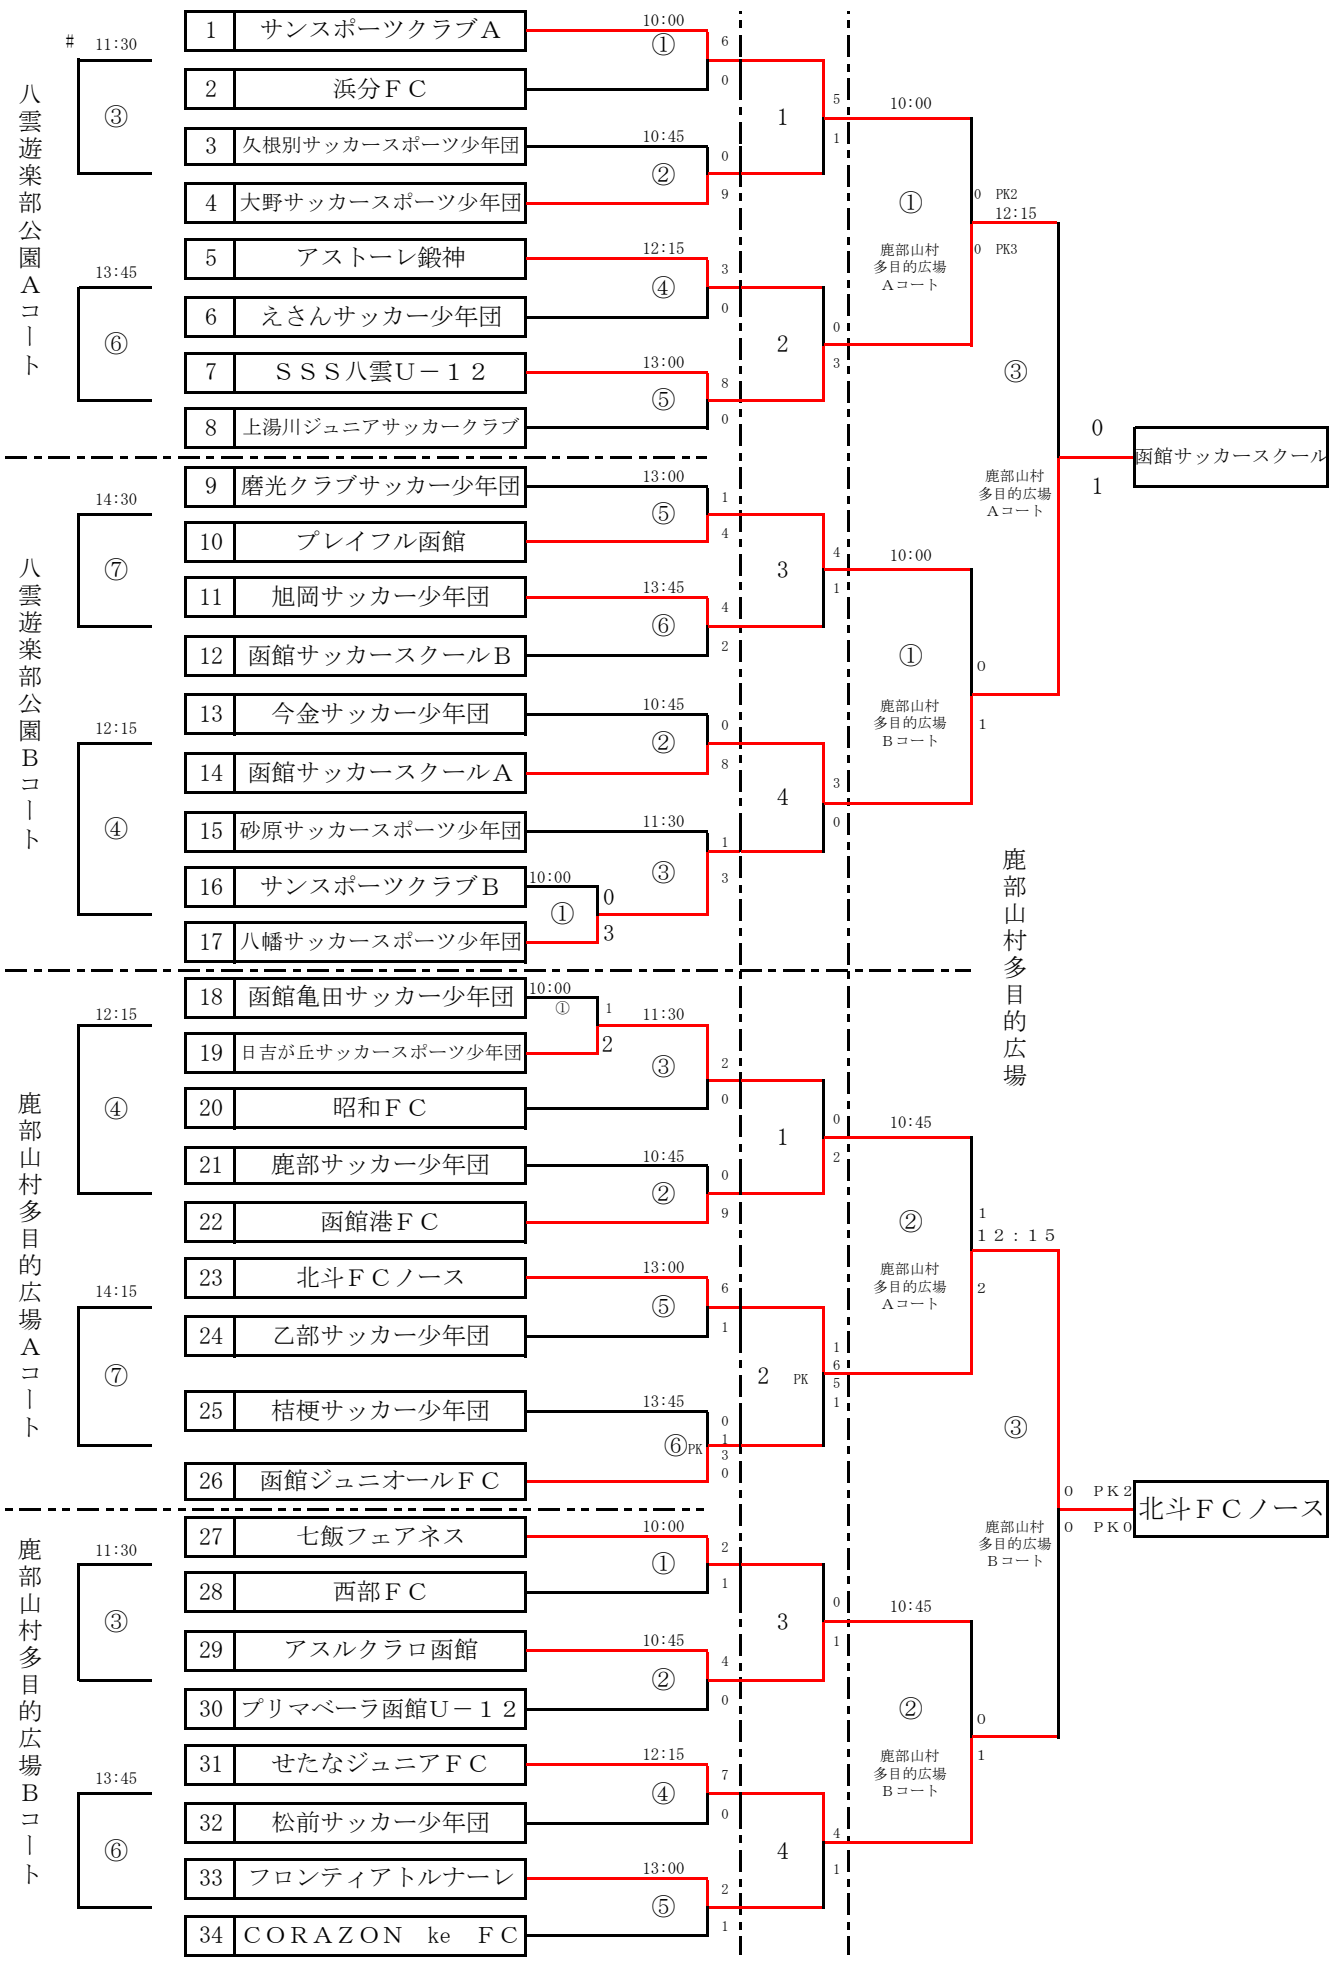 #
11:30
③
13:45
⑥
八雲遊楽部公園Aコート
14:30
⑦
12:15
④
八雲遊楽部公園Bコート
12:15
④
14:15
⑦
鹿部山村多目的広場Aコート
11:30
③
13:45
⑥
鹿部山村多目的広場Bコート
1 サンスポーツクラブA
2 浜分FC
3 久根別サッカースポーツ少年団
4 大野サッカースポーツ少年団
5 アストーレ鍛神
6 えさんサッカー少年団
7 SSS八雲U-12
8 上湯川ジュニアサッカークラブ
9 磨光クラブサッカー少年団
10 プレイフル函館
11 旭岡サッカー少年団
12 函館サッカースクールB
13 今金サッカー少年団
14 函館サッカースクールA
15 砂原サッカースポーツ少年団
16 サンスポーツクラブB
17 八幡サッカースポーツ少年団
18 函館亀田サッカー少年団
19 日吉が丘サッカースポーツ少年団
20 昭和FC
21 鹿部サッカー少年団
22 函館港FC
23 北斗FCノース
24 乙部サッカー少年団
25 桔梗サッカー少年団
26 函館ジュニオールFC
27 七飯フェアネス
28 西部FC
29 アスルクラロ函館
30 プリマベーラ函館U-12
31 せたなジュニアFC
32 松前サッカー少年団
33 フロンティアトルナーレ
34 CORAZON ke FC
10:00
①
0
3
10:00
①
1
2
10:00
①
6
0
10:45
②
0
9
12:15
④
3
0
13:00
⑤
8
0
13:00
⑤
1
4
13:45
⑥
4
2
10:45
②
0
8
11:30
③
1
3
11:30
③
2
0
10:45
②
0
9
13:00
⑤
6
1
13:45
⑥PK
0
1
3
0
10:00
①
2
1
10:45
②
4
0
12:15
④
7
0
13:00
⑤
2
1
1
5
1
2
0
3
3
4
1
4
3
0
1
0
2
2 PK
1
6
5
1
3
0
1
4
4
1
10:00
①
鹿部山村
多目的広場
Aコート
0 PK2
0 PK3
10:00
①
鹿部山村
多目的広場
Bコート
0
1
10:45
②
鹿部山村
多目的広場
Aコート
1
2
10:45
②
鹿部山村
多目的広場
Bコート
0
1
12:15
③
鹿部山村
多目的広場
Aコート
0
1
函館サッカースクール
鹿部山村多目的広場
12:15
③
鹿部山村
多目的広場
Bコート
0 PK2
0 PK0
北斗FCノース